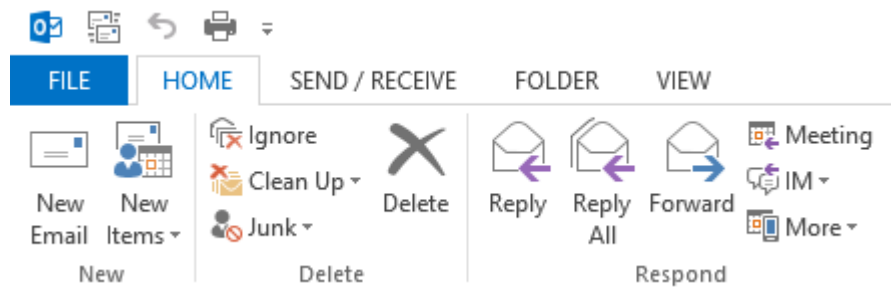 FILE HOME SEND / RECEIVE FOLDER VIEW
New Email
New Items
Ignore
Clean Up
Junk
Delete
Reply
Reply All
Forward
Meeting
IM
More
New Delete Respond